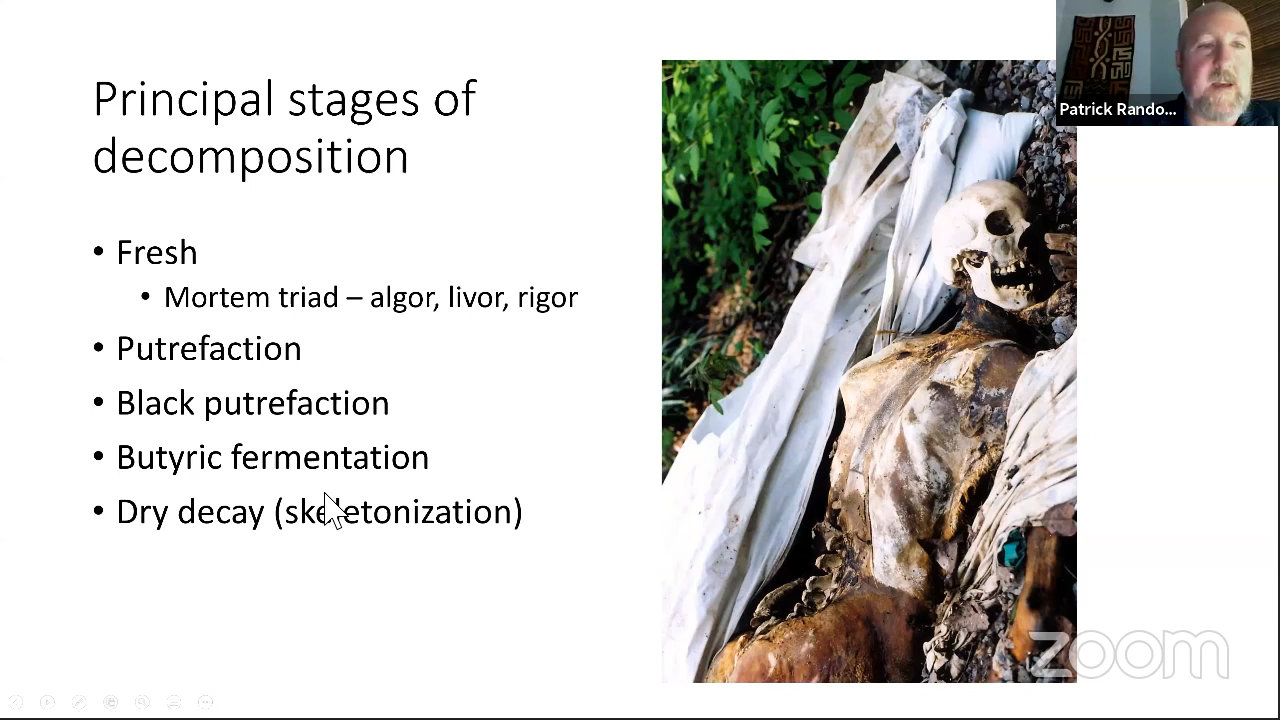 Principal stages of
decomposition
• Fresh
• Mortem triad – algor, livor, rigor
• Putrefaction
• Black putrefaction
• Butyric fermentation
• Dry decay (skeletonization)
Patrick Rando...
zoom